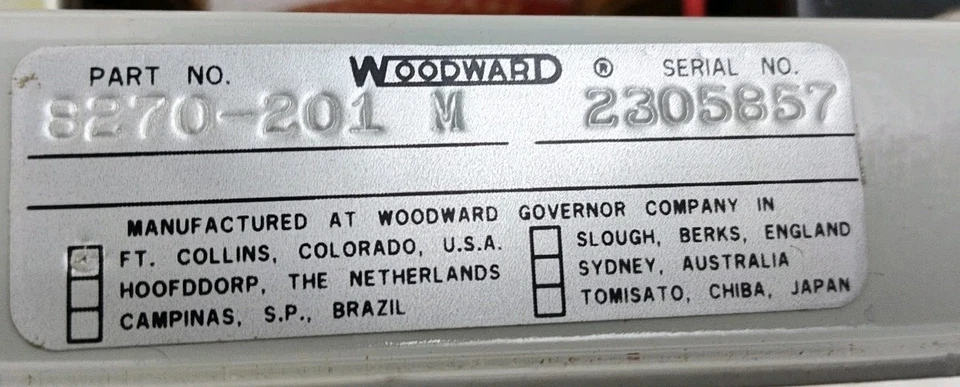 PART NO. WOODWARD ® SERIAL NO.
8270-201 M 2305857
MANUFACTURED AT WOODWARD GOVERNOR COMPANY IN
FT. COLLINS, COLORADO, U.S.A.
HOOFDDORP, THE NETHERLANDS
CAMPINAS, S.P., BRAZIL
SLOUGH, BERKS, ENGLAND
SYDNEY, AUSTRALIA
TOMISATO, CHIBA, JAPAN